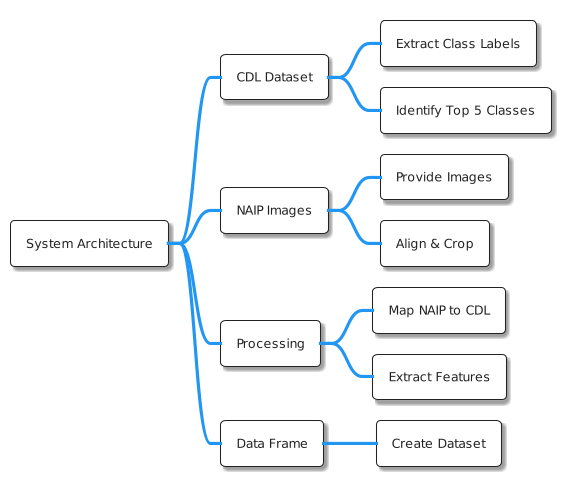 System Architecture
CDL Dataset
Extract Class Labels
Identify Top 5 Classes
NAIP Images
Provide Images
Align & Crop
Processing
Map NAIP to CDL
Extract Features
Data Frame
Create Dataset